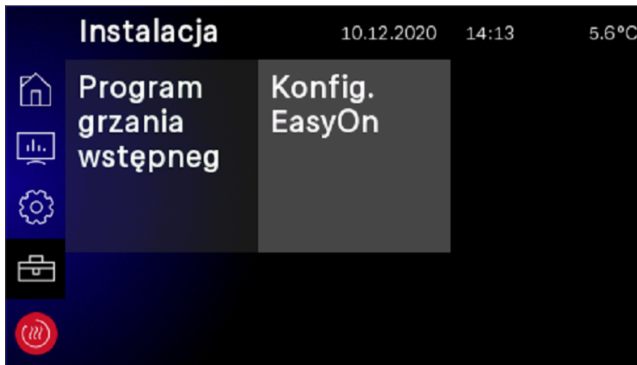 Instalacja 10.12.2020 14:13 5.6°C
Program
grzania
wstępneg
Konfig.
EasyOn